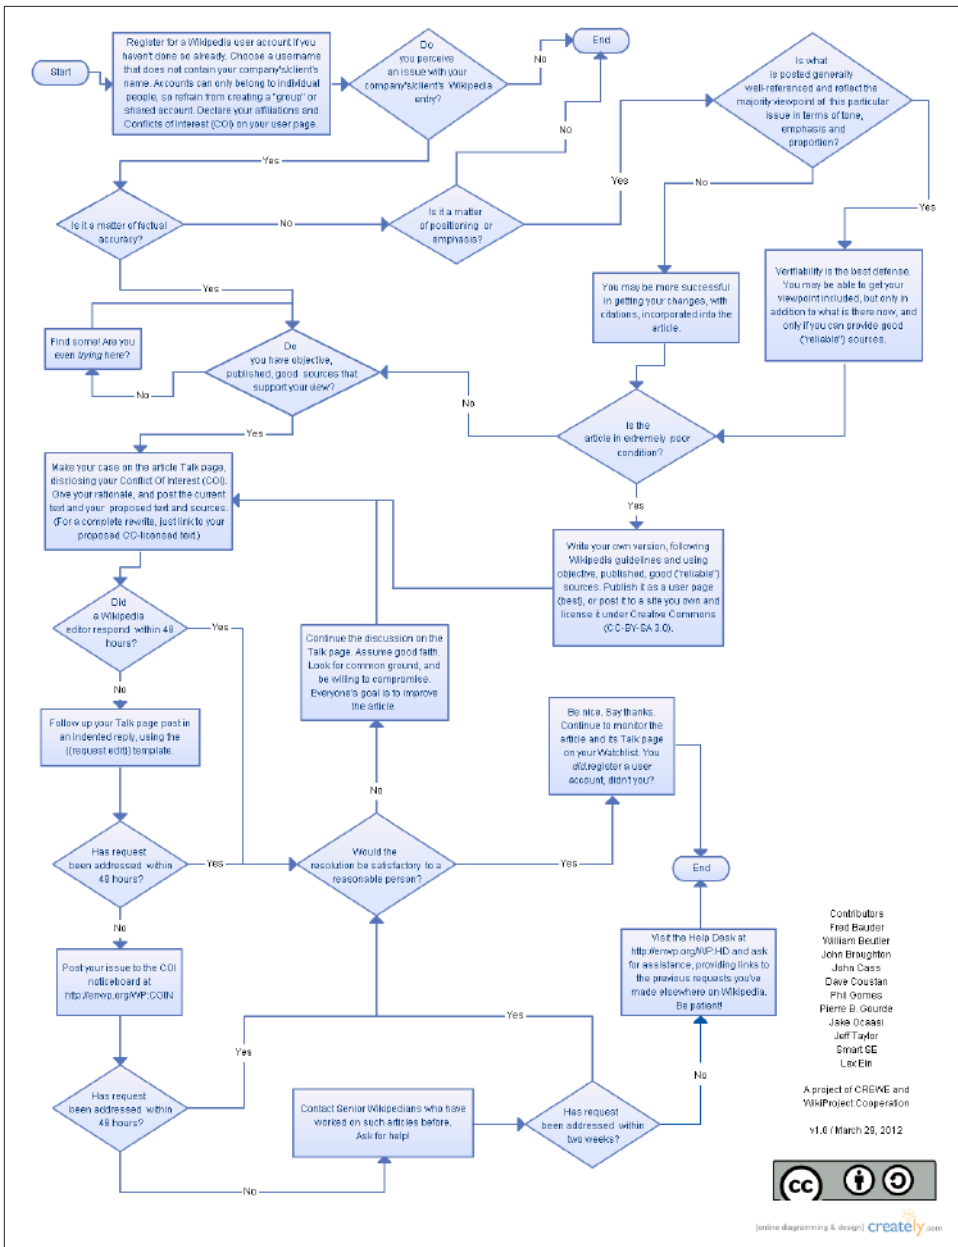 Start
Register for a Wikipedia user account if you
haven't done so already. Choose a username
that does not contain your company's/client's
name. Accounts can only belong to individual
people, so refrain from creating a "group" or
shared account. Declare your affiliations and
Conflicts of Interest (COI) on your user page.
Do
you perceive
an issue with your
company's/client's Wikipedia
entry?
No
End
Is what
is posted generally
well-referenced and reflect the
majority viewpoint of this particular
issue in terms of tone,
emphasis and
proportion?
No
Yes
Yes
No
Yes
Is it a matter of factual
accuracy?
No
Is it a matter
of positioning or
emphasis?
Yes
You may be more successful
in getting your changes, with
citations, incorporated into the
article.
Verifiability is the best defense.
You may be able to get your
viewpoint included, but only in
addition to what is there now, and
only if you can provide good
("reliable") sources.
Find some! Are you
even trying here?
No
Do
you have objective,
published, good sources that
support your view?
No
Is the
article in extremely poor
condition?
Yes
Yes
Make your case on the article Talk page,
disclosing your Conflict Of Interest (COI).
Give your rationale, and post the current
text and your proposed text and sources.
(For a complete rewrite, just link to your
proposed CC-licensed text.)
Write your own version, following
Wikipedia guidelines and using
objective, published, good ("reliable")
sources. Publish it as a user page
(best), or post it to a site you own and
license it under Creative Commons
(CC-BY-SA 3.0).
Did
a Wikipedia
editor respond within 48
hours?
Yes
No
Continue the discussion on the
Talk page. Assume good faith.
Look for common ground, and
be willing to compromise.
Everyone's goal is to improve
the article.
Follow up your Talk page post in
an indented reply, using the
{{request edit}} template.
Be nice. Say thanks.
Continue to monitor the
article and its Talk page
on your Watchlist. You
did register a user
account, didn't you?
No
Has request
been addressed within
48 hours?
Yes
Would the
resolution be satisfactory to a
reasonable person?
Yes
End
No
Post your issue to the COI
noticeboard at
http://enwp.org/WP:COIN
Visit the Help Desk at
http://enwp.org/WP:HD and ask
for assistance, providing links to
the previous requests you've
made elsewhere on Wikipedia.
Be patient!
Yes
Yes
No
Has request
been addressed within
48 hours?
No
Contact Senior Wikipedians who have
worked on such articles before.
Ask for help!
Has request
been addressed within
two weeks?
Contributors
Fred Bauder
William Beutler
John Broughton
John Cass
Dave Coustan
Phil Gomes
Pierre B. Gourde
Jake Ocaasi
Jeff Taylor
Smart SE
Lex Ein
A project of CREWE and
WikiProject:Cooperation
v1.0 / March 29, 2012
cc
[online diagramming & design] creately.com